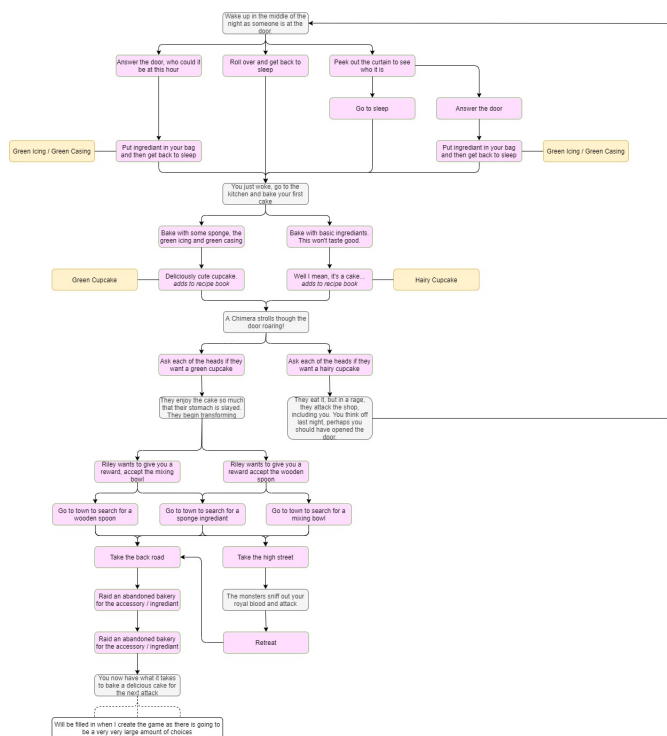 Wake up in the middle of the
night as someone is at the
door
Answer the door, who could it
be at this hour
Roll over and get back to
sleep
Peek out the curtain to see
who it is
Go to sleep
Answer the door
Green Icing / Green Casing
Put ingrediant in your bag
and then get back to sleep
Put ingrediant in your bag
and then get back to sleep
Green Icing / Green Casing
You just woke, go to the
kitchen and bake your first
cake
Bake with some sponge, the
green icing and green casing
Bake with basic ingrediants.
This won't taste good.
Green Cupcake
Deliciously cute cupcake.
adds to recipe book
Well I mean, it's a cake...
adds to recipe book
Hairy Cupcake
A Chimera strolls though the
door roaring!
Ask each of the heads if they
want a green cupcake
Ask each of the heads if they
want a hairy cupcake
They enjoy the cake so much
that their stomach is slayed.
They begin transforming
They eat it, but in a rage,
they attack the shop,
including you. You think off
last night, perhaps you
should have opened the
door.
Riley wants to give you a
reward, accept the mixing
bowl
Riley wants to give you a
reward accept the wooden
spoon
Go to town to search for a
wooden spoon
Go to town to search for a
sponge ingrediant
Go to town to search for a
mixing bowl
Take the back road
Take the high street
Raid an abandoned bakery
for the accessory / ingrediant
The monsters sniff out your
royal blood and attack
Raid an abandoned bakery
for the accessory / ingrediant
Retreat
You now have what it takes
to bake a delicious cake for
the next attack
Will be filled in when I create the game as there is going to
be a very very large amount of choices